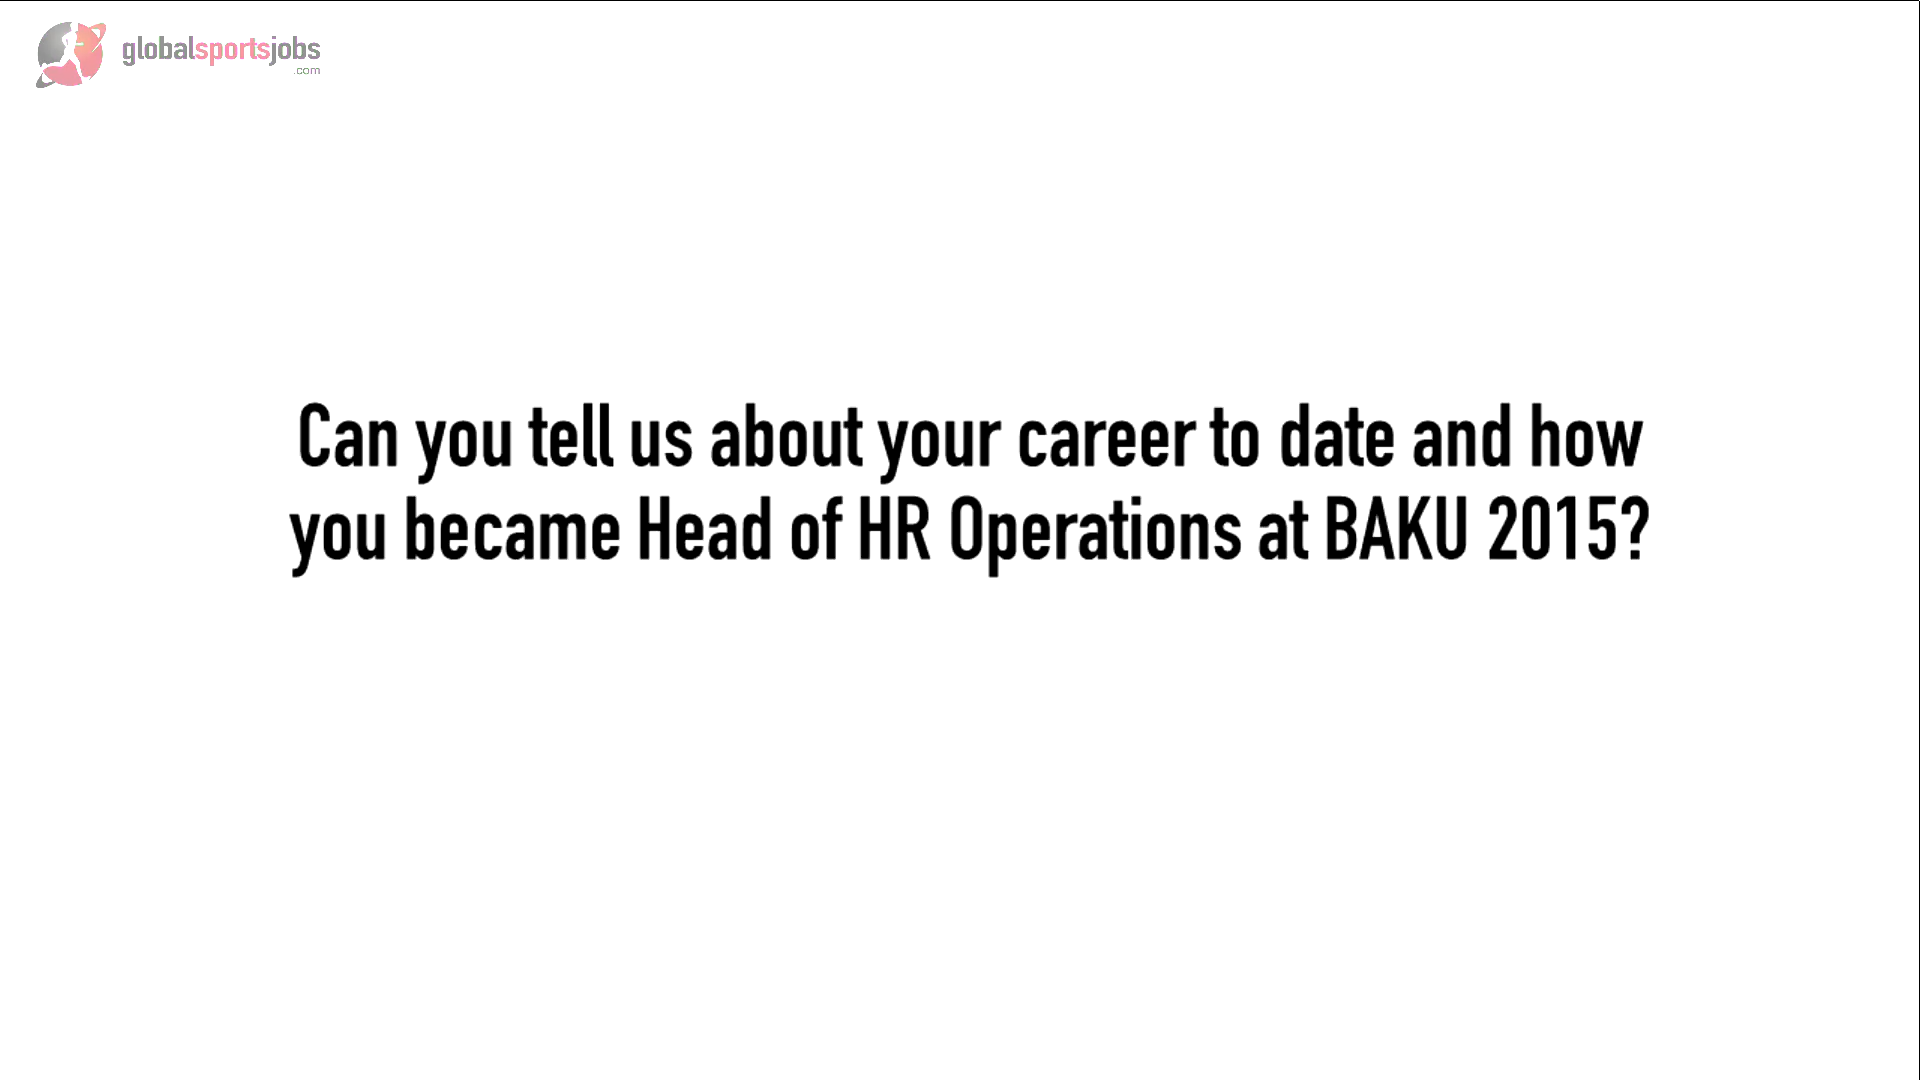 globalsportsjobs
.com
Can you tell us about your career to date and how
you became Head of HR Operations at BAKU 2015?